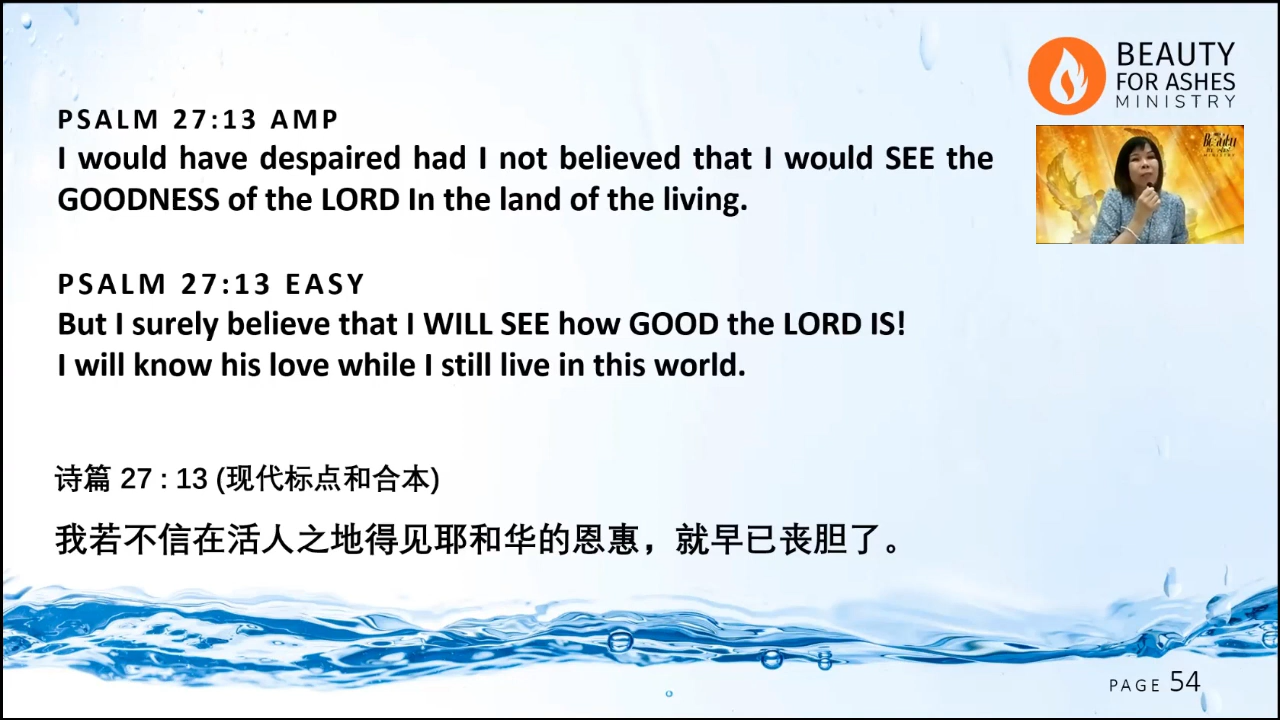 BEAUTY
FOR ASHES
MINISTRY
PSALM 27:13 AMP
I would have despaired had I not believed that I would SEE the
GOODNESS of the LORD In the land of the living.
PSALM 27:13 EASY
But I surely believe that I WILL SEE how GOOD the LORD IS!
I will know his love while I still live in this world.
诗篇 27 : 13 (现代标点和合本)
我若不信在活人之地得见耶和华的恩惠，就早已丧胆了。
PAGE 54